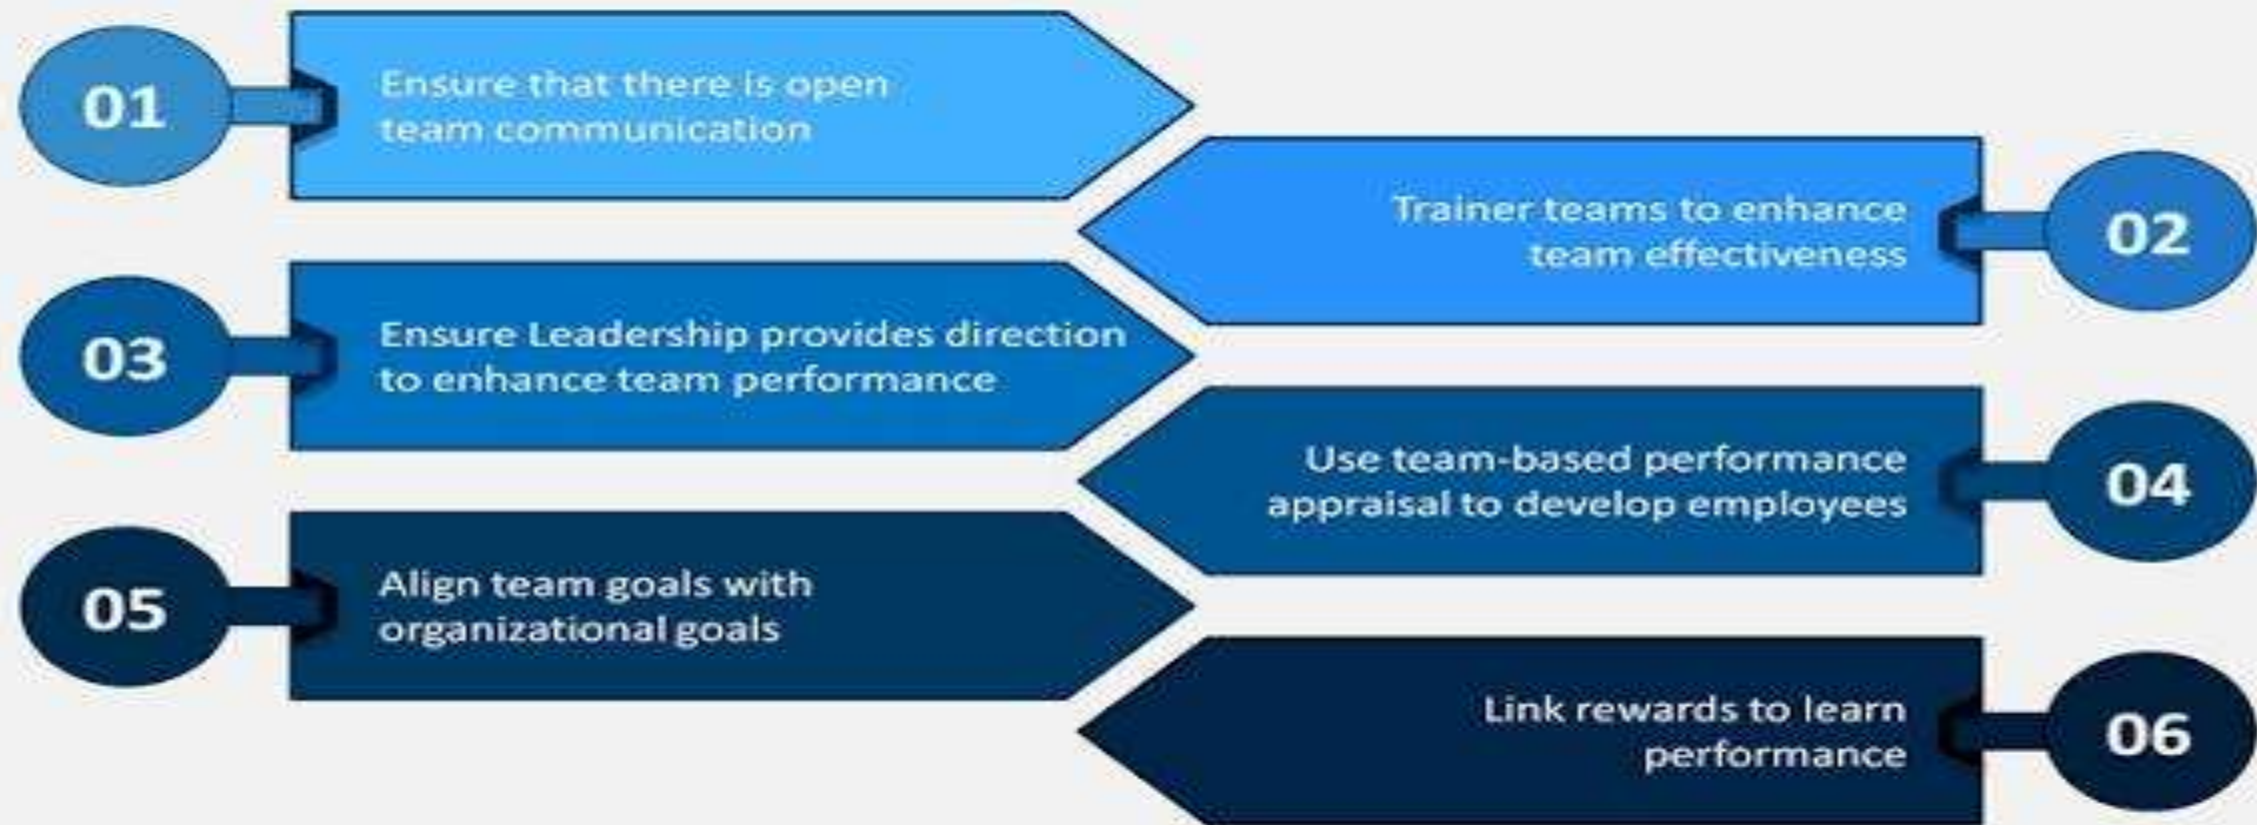 01
Ensure that there is open
team communication
02
Trainer teams to enhance
team effectiveness
03
Ensure Leadership provides direction
to enhance team performance
04
Use team-based performance
appraisal to develop employees
05
Align team goals with
organizational goals
06
Link rewards to learn
performance